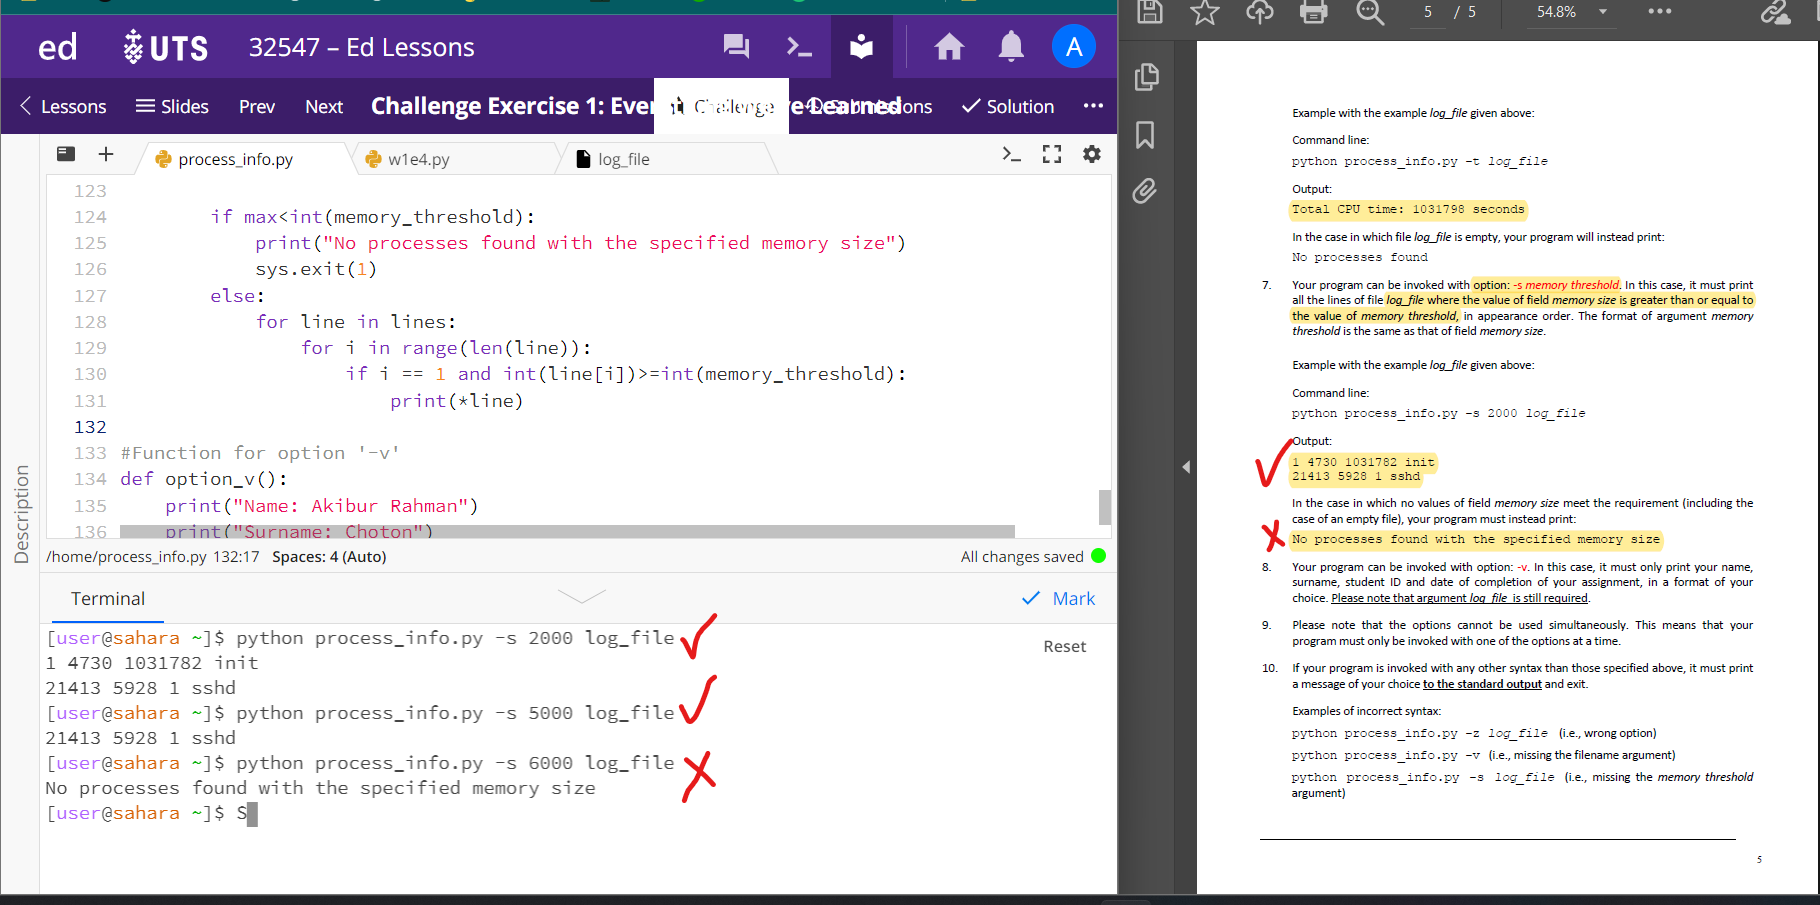 ed UTS 32547 – Ed Lessons A
Lessons Slides Prev Next Challenge Exercise 1: Challenge Learned Solution
process_info.py w1e4.py log_file
123
124 if max<int(memory_threshold):
125 print("No processes found with the specified memory size")
126 sys.exit(1)
127 else:
128 for line in lines:
129 for i in range(len(line)):
130 if i == 1 and int(line[i])>=int(memory_threshold):
131 print(*line)
132
133 #Function for option '-v'
134 def option_v():
135 print("Name: Akibur Rahman")
136 print("Surname: Choton")
Description
/home/process_info.py 132:17 Spaces: 4 (Auto) All changes saved
Terminal Mark
Reset
[user@sahara ~]$ python process_info.py -s 2000 log_file
1 4730 1031782 init
21413 5928 1 sshd
[user@sahara ~]$ python process_info.py -s 5000 log_file
21413 5928 1 sshd
[user@sahara ~]$ python process_info.py -s 6000 log_file
No processes found with the specified memory size
[user@sahara ~]$ S
5 / 5 54.8%
Example with the example log_file given above:
Command line:
python process_info.py -t log_file
Output:
Total CPU time: 1031798 seconds
In the case in which file log_file is empty, your program will instead print:
No processes found
7. Your program can be invoked with option: -s memory threshold. In this case, it must print
all the lines of file log_file where the value of field memory size is greater than or equal to
the value of memory threshold, in appearance order. The format of argument memory
threshold is the same as that of field memory size.
Example with the example log_file given above:
Command line:
python process_info.py -s 2000 log_file
Output:
1 4730 1031782 init
21413 5928 1 sshd
In the case in which no values of field memory size meet the requirement (including the
case of an empty file), your program must instead print:
No processes found with the specified memory size
8. Your program can be invoked with option: -v. In this case, it must only print your name,
surname, student ID and date of completion of your assignment, in a format of your
choice. Please note that argument log_file is still required.
9. Please note that the options cannot be used simultaneously. This means that your
program must only be invoked with one of the options at a time.
10. If your program is invoked with any other syntax than those specified above, it must print
a message of your choice to the standard output and exit.
Examples of incorrect syntax:
python process_info.py -z log_file (i.e., wrong option)
python process_info.py -v (i.e., missing the filename argument)
python process_info.py -s log_file (i.e., missing the memory threshold
argument)
5